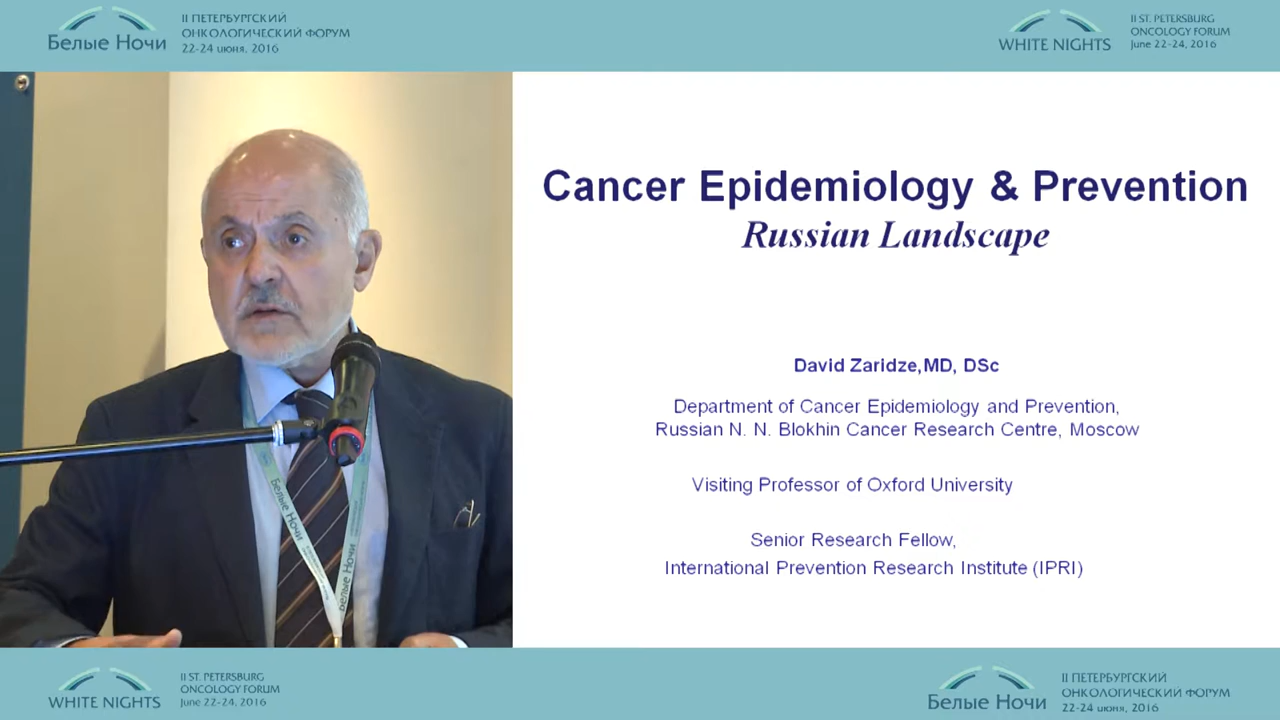 Белые Ночи
II ПЕТЕРБУРГСКИЙ
ОНКОЛОГИЧЕСКИЙ ФОРУМ
22-24 июня, 2016
WHITE NIGHTS
II ST. PETERSBURG
ONCOLOGY FORUM
June 22-24, 2016
Cancer Epidemiology & Prevention
Russian Landscape
David Zaridze,MD, DSc
Department of Cancer Epidemiology and Prevention,
Russian N. N. Blokhin Cancer Research Centre, Moscow
Visiting Professor of Oxford University
Senior Research Fellow,
International Prevention Research Institute (IPRI)
Белые Ночи
Белые Ночи
WHITE NIGHTS
II ST. PETERSBURG
ONCOLOGY FORUM
June 22-24, 2016
Белые Ночи
II ПЕТЕРБУРГСКИЙ
ОНКОЛОГИЧЕСКИЙ ФОРУМ
22-24 июня, 2016